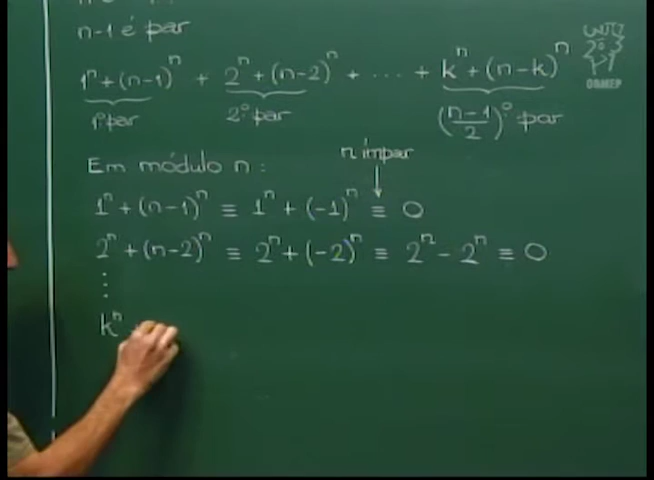 n-1 é par
1ⁿ + (n-1)ⁿ + 2ⁿ + (n-2)ⁿ + ... + kⁿ + (n-k)ⁿ
1º par 2º par ((n-1)/2)º par
OBMEP
Em módulo n: n ímpar
1ⁿ + (n-1)ⁿ ≡ 1ⁿ + (-1)ⁿ ≡ 0
2ⁿ + (n-2)ⁿ ≡ 2ⁿ + (-2)ⁿ ≡ 2ⁿ - 2ⁿ ≡ 0
⋮
kⁿ